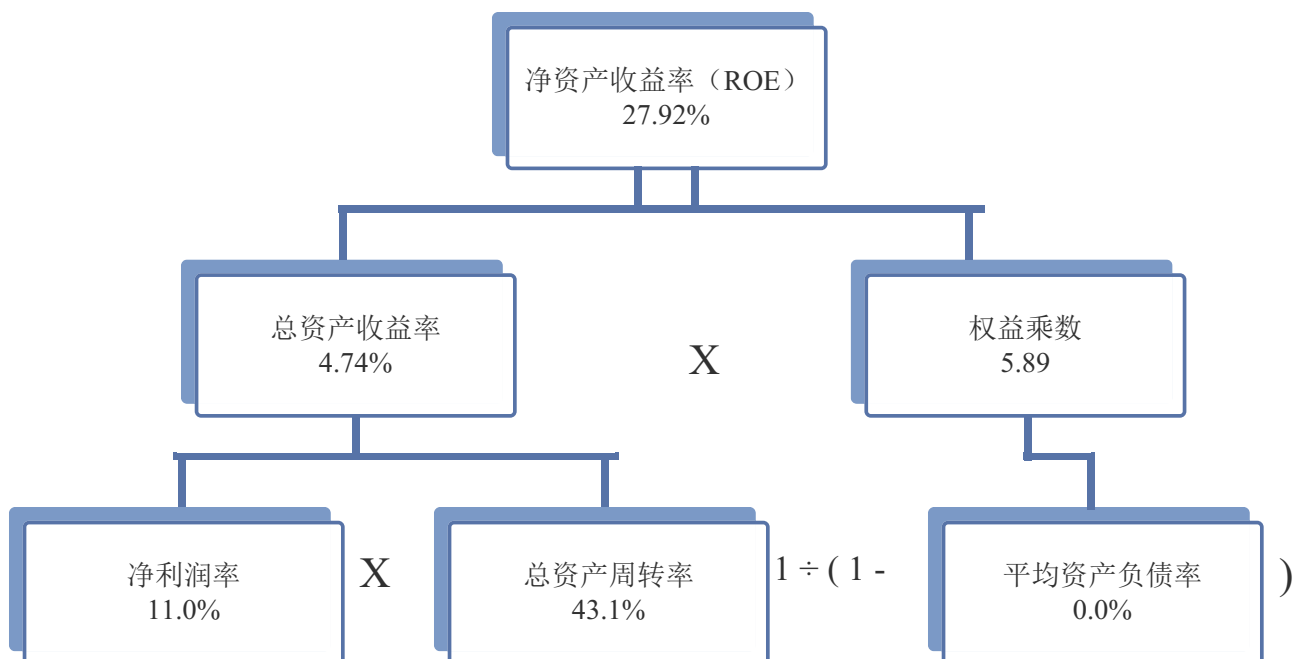 净资产收益率（ROE）
27.92%
总资产收益率
4.74%
X
权益乘数
5.89
净利润率
11.0%
X
总资产周转率
43.1%
1 ÷ ( 1 -
平均资产负债率
0.0%
)